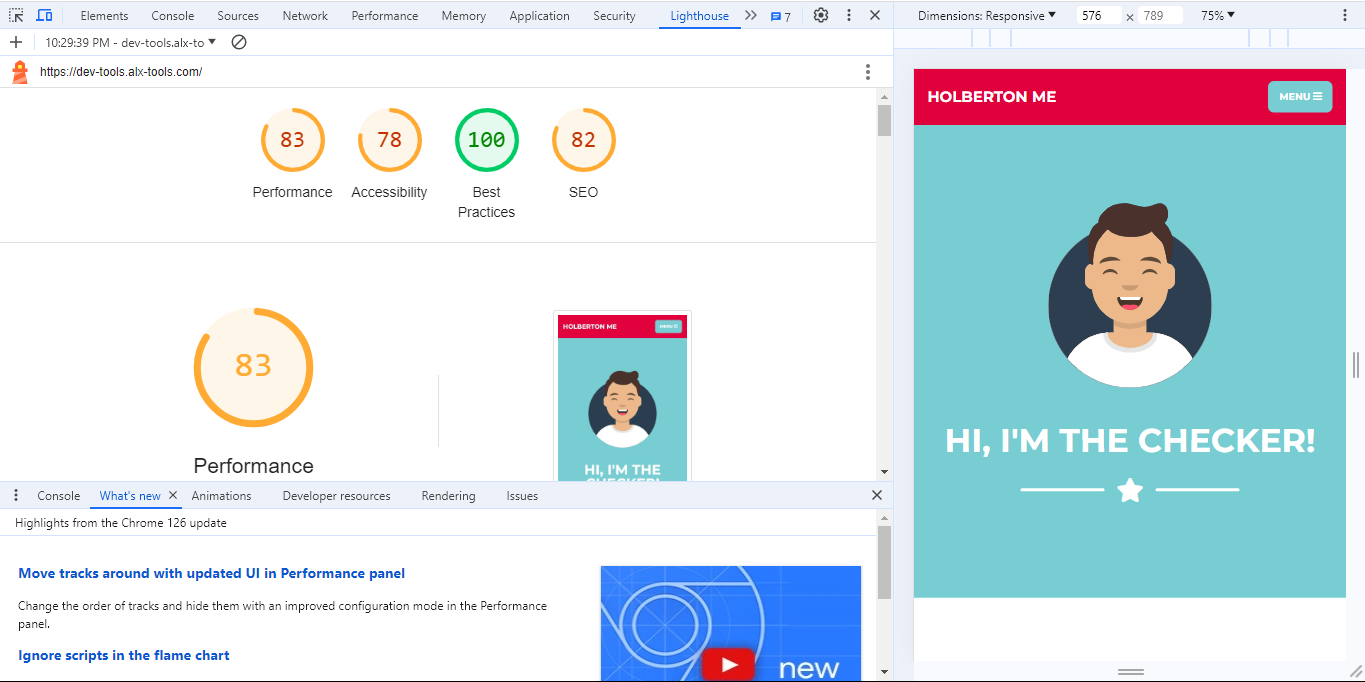 Elements Console Sources Network Performance Memory Application Security Lighthouse 7
10:29:39 PM - dev-tools.alx-to
https://dev-tools.alx-tools.com/
83 78 100 82
Performance Accessibility Best SEO
Practices
83
Performance
HOLBERTON ME MENU
HI, I'M THE
CHECKER!
Console What's new Animations Developer resources Rendering Issues
Highlights from the Chrome 126 update
Move tracks around with updated UI in Performance panel
Change the order of tracks and hide them with an improved configuration mode in the Performance
panel.
Ignore scripts in the flame chart
new
Dimensions: Responsive 576 × 789 75%
HOLBERTON ME MENU
HI, I'M THE CHECKER!